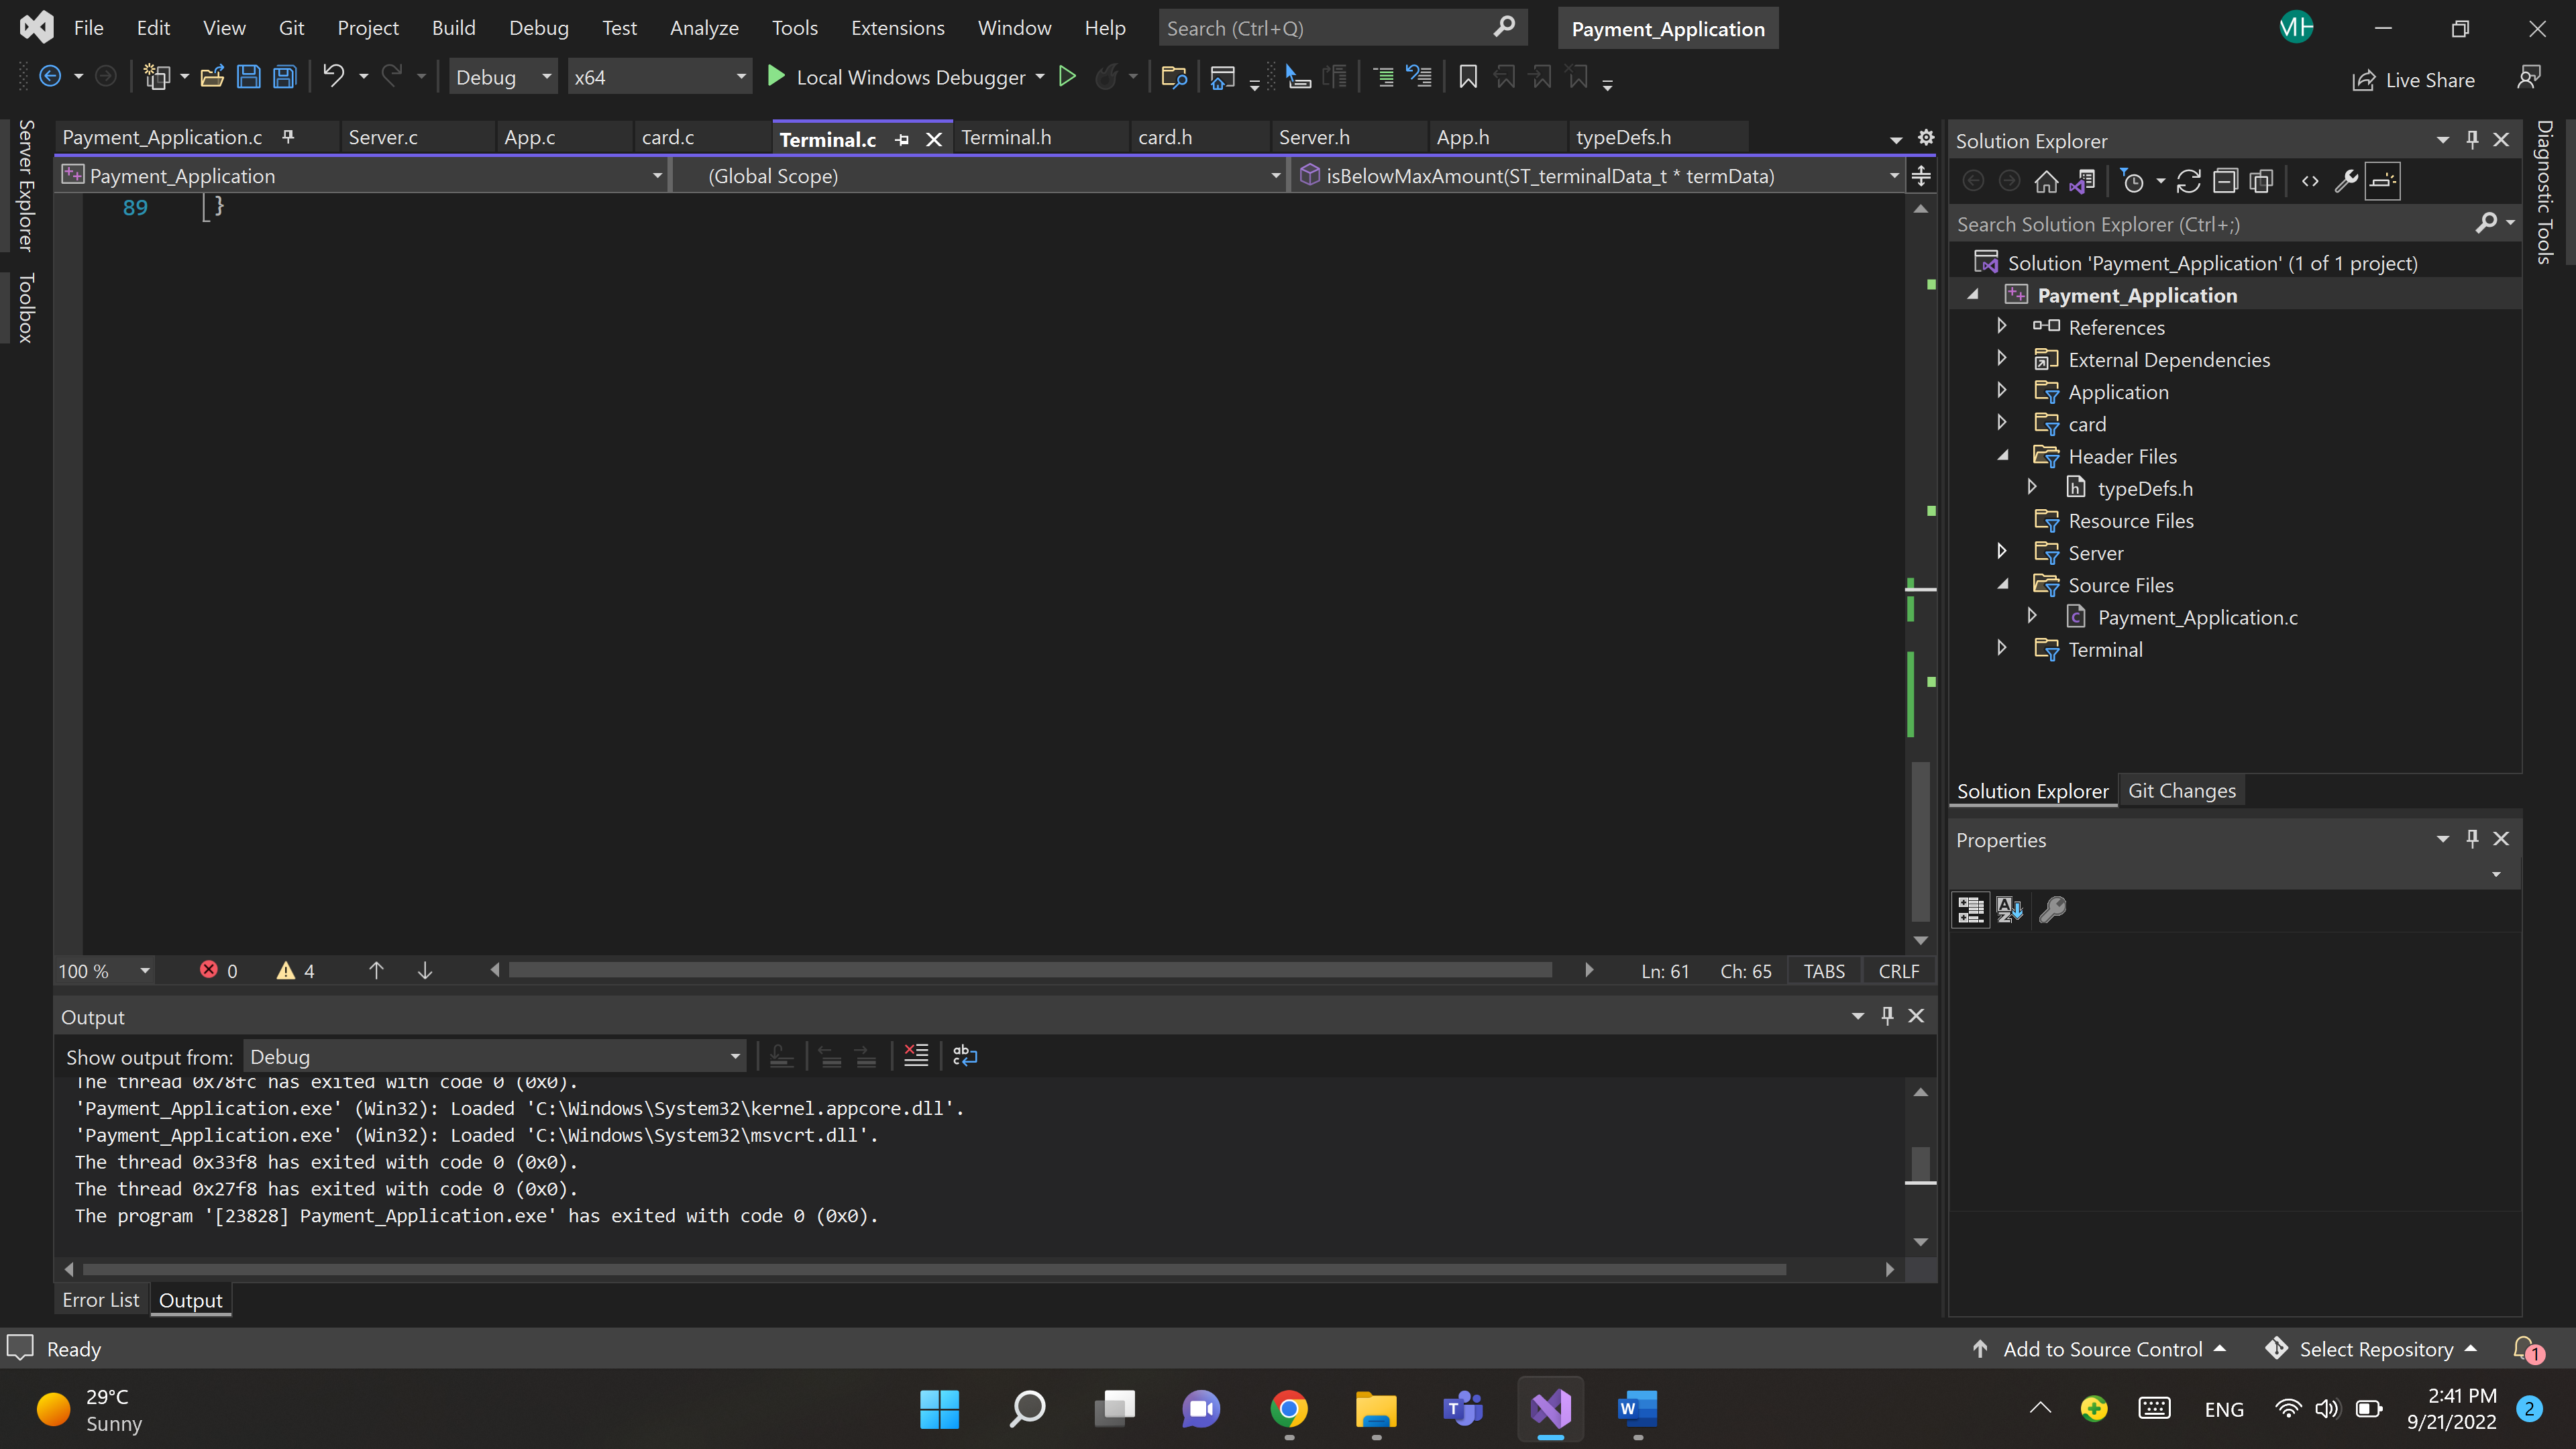 File Edit View Git Project Build Debug Test Analyze Tools Extensions Window Help Search (Ctrl+Q) Payment_Application MH
Debug x64 Local Windows Debugger Live Share
Server Explorer
Toolbox
Payment_Application.c Server.c App.c card.c Terminal.c Terminal.h card.h Server.h App.h typeDefs.h
Payment_Application (Global Scope) isBelowMaxAmount(ST_terminalData_t * termData)
89 }
100 % 0 4 Ln: 61 Ch: 65 TABS CRLF
Output
Show output from: Debug
The thread 0x78fc has exited with code 0 (0x0).
'Payment_Application.exe' (Win32): Loaded 'C:\Windows\System32\kernel.appcore.dll'.
'Payment_Application.exe' (Win32): Loaded 'C:\Windows\System32\msvcrt.dll'.
The thread 0x33f8 has exited with code 0 (0x0).
The thread 0x27f8 has exited with code 0 (0x0).
The program '[23828] Payment_Application.exe' has exited with code 0 (0x0).
Error List Output
Solution Explorer
Search Solution Explorer (Ctrl+;)
Solution 'Payment_Application' (1 of 1 project)
Payment_Application
References
External Dependencies
Application
card
Header Files
typeDefs.h
Resource Files
Server
Source Files
Payment_Application.c
Terminal
Solution Explorer Git Changes
Properties
Diagnostic Tools
Ready Add to Source Control Select Repository 1
29°C
Sunny
ENG
2:41 PM
9/21/2022
2